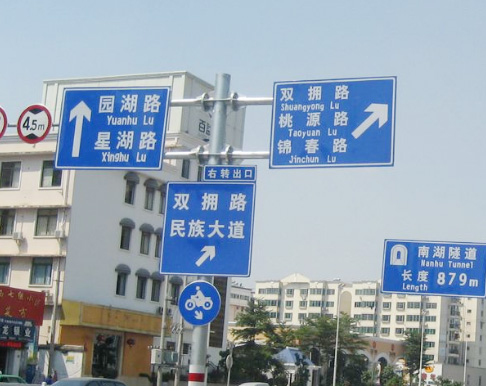 4.5m
园湖路
Yuanhu Lu
星湖路
Xinghu Lu
双拥路
Shuangyong Lu
桃源路
Taoyuan Lu
锦春路
Jinchun Lu
右转出口
双拥路
民族大道
南湖隧道
Nanhu Tunnel
长度
Length
879m